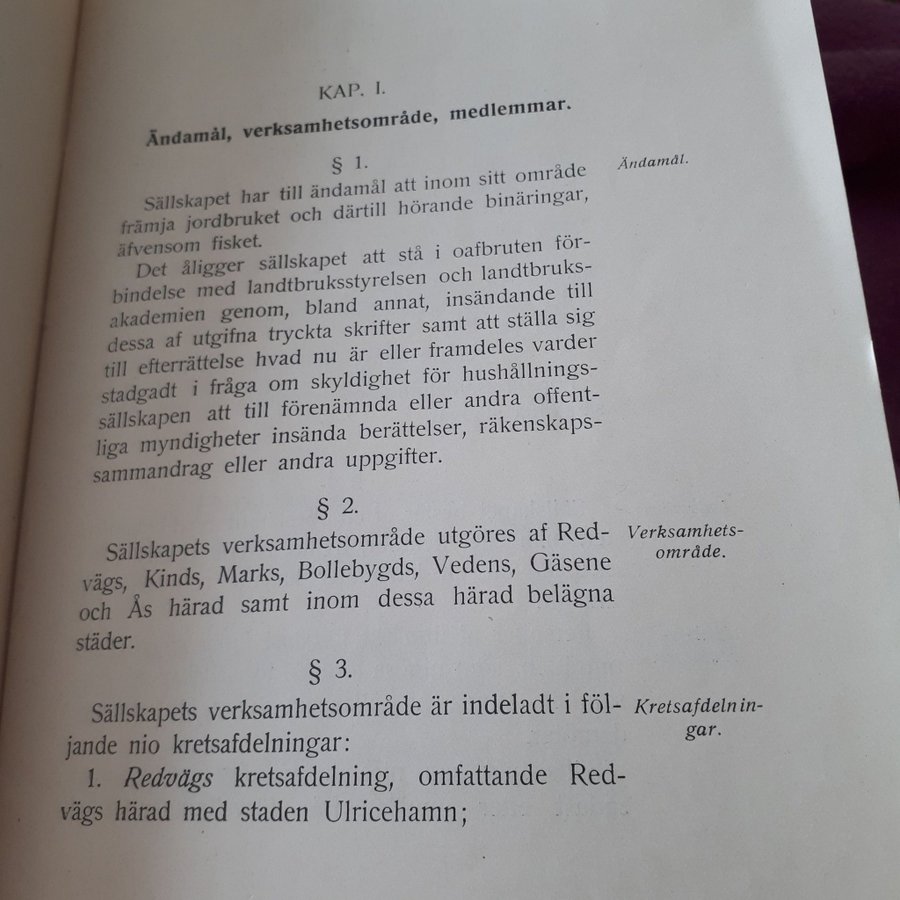 KAP. I.
Ändamål, verksamhetsområde, medlemmar.
§ 1.
Ändamål.
Sällskapet har till ändamål att inom sitt område
främja jordbruket och därtill hörande binäringar,
äfvensom fisket.
Det åligger sällskapet att stå i oafbruten för-
bindelse med landtbruksstyrelsen och landtbruks-
akademien genom, bland annat, insändande till
dessa af utgifna tryckta skrifter samt att ställa sig
till efterrättelse hvad nu är eller framdeles varder
stadgadt i fråga om skyldighet för hushållnings-
sällskapen att till förenämnda eller andra offent-
liga myndigheter insända berättelser, räkenskaps-
sammandrag eller andra uppgifter.
§ 2.
Verksamhets-
område.
Sällskapets verksamhetsområde utgöres af Red-
vägs, Kinds, Marks, Bollebygds, Vedens, Gäsene
och Ås härad samt inom dessa härad belägna
städer.
§ 3.
Kretsafdelnin-
gar.
Sällskapets verksamhetsområde är indeladt i föl-
jande nio kretsafdelningar:
1. Redvägs kretsafdelning, omfattande Red-
vägs härad med staden Ulricehamn;